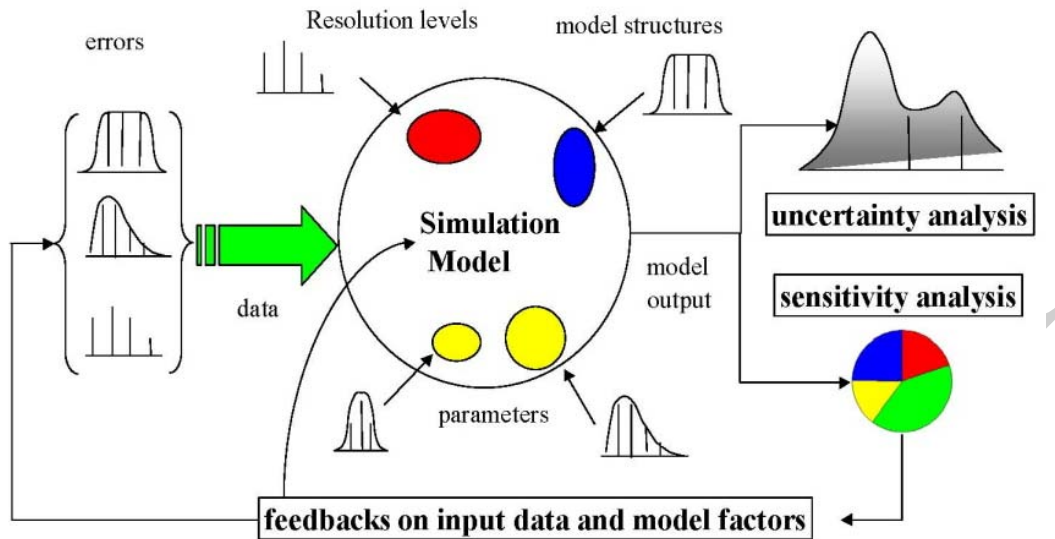 Resolution levels
model structures
errors
uncertainty analysis
Simulation
Model
model
output
data
sensitivity analysis
parameters
feedbacks on input data and model factors